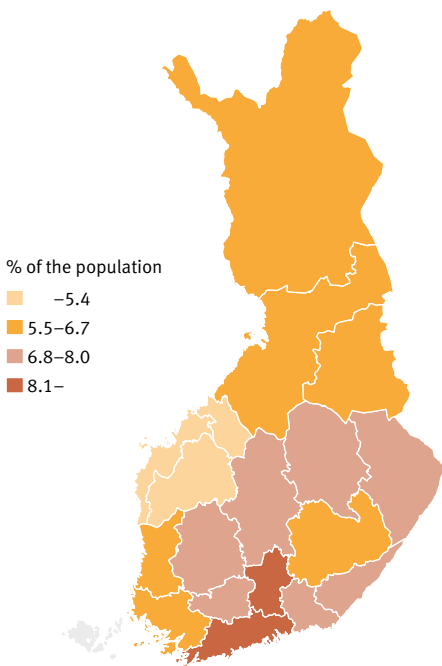 % of the population
–5.4
5.5–6.7
6.8–8.0
8.1–